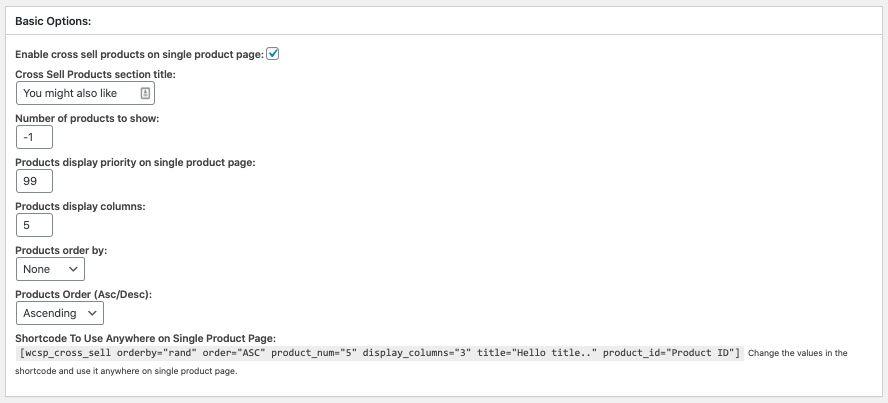 Basic Options:
Enable cross sell products on single product page:
Cross Sell Products section title:
You might also like
Number of products to show:
-1
Products display priority on single product page:
99
Products display columns:
5
Products order by:
None
Products Order (Asc/Desc):
Ascending
Shortcode To Use Anywhere on Single Product Page:
[wcsp_cross_sell orderby="rand" order="ASC" product_num="5" display_columns="3" title="Hello title.." product_id="Product ID"] Change the values in the
shortcode and use it anywhere on single product page.